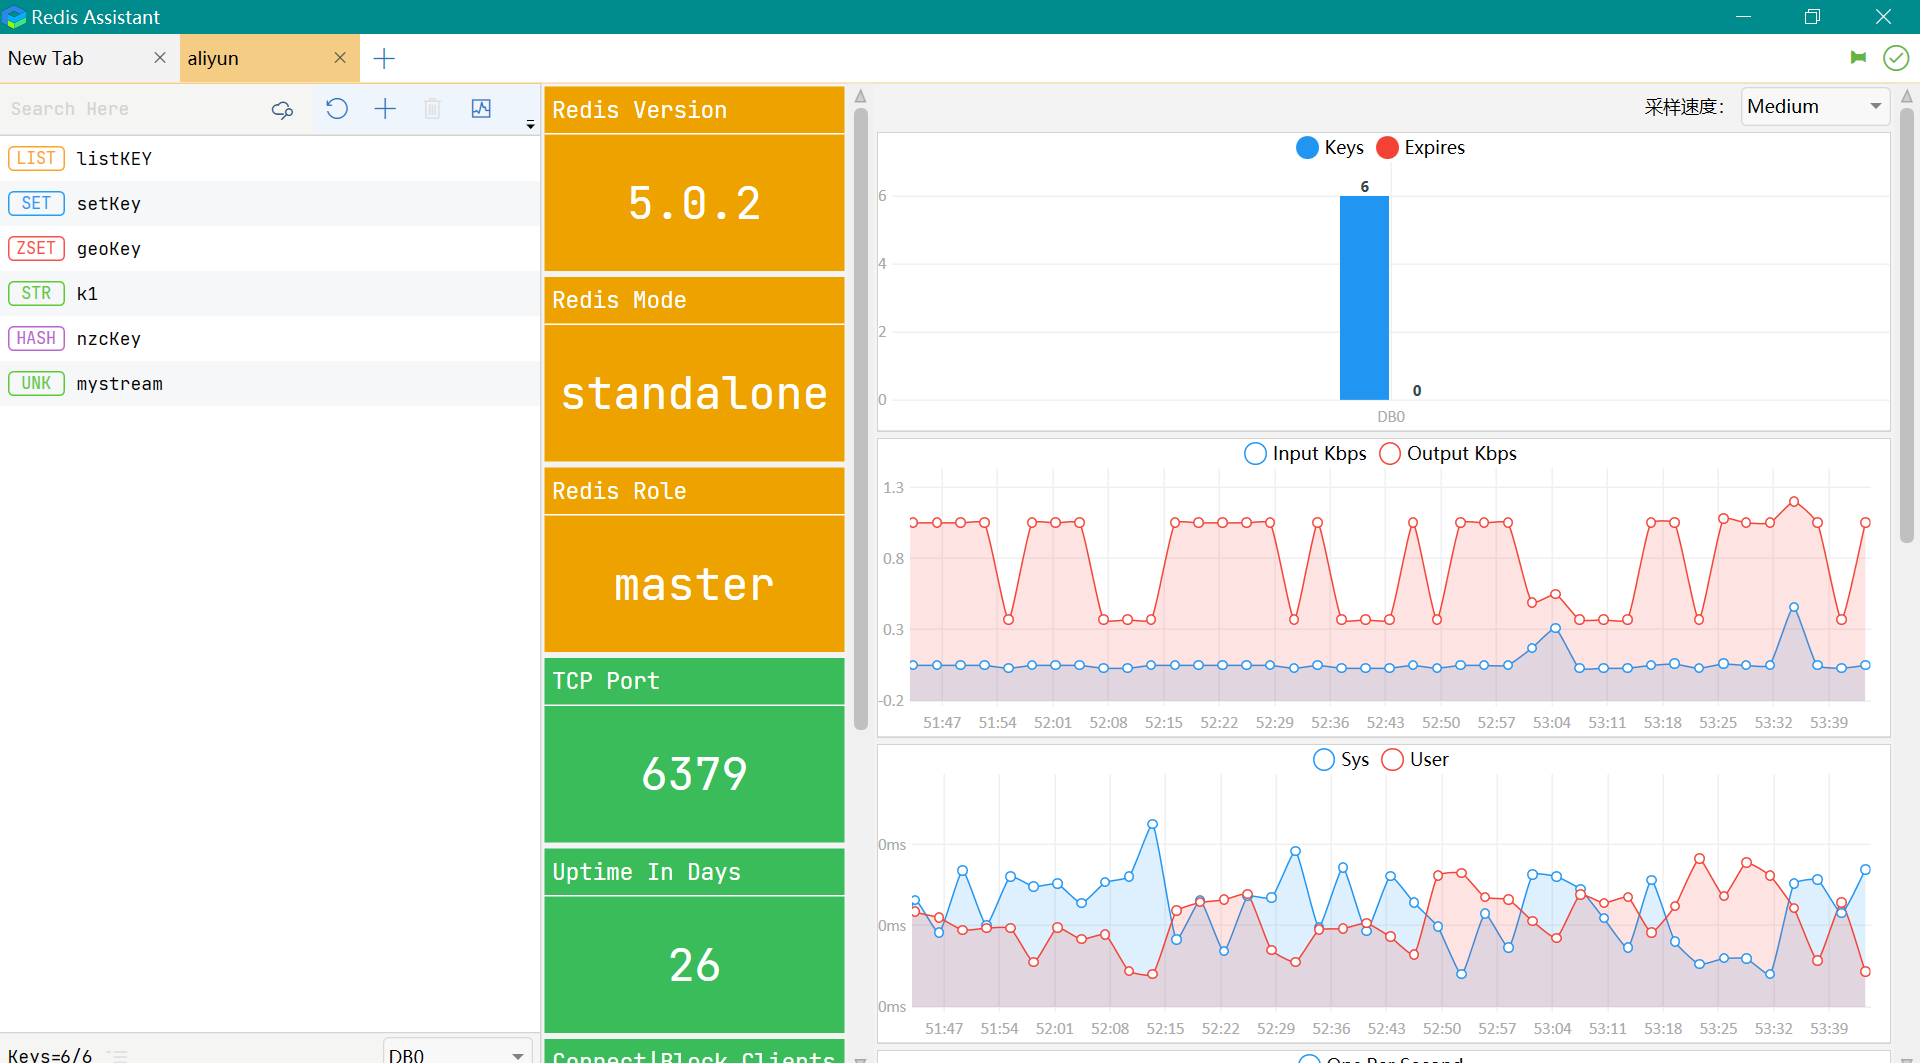 Redis Assistant
New Tab
aliyun
Search Here
LIST listKEY
SET setKey
ZSET geoKey
STR k1
HASH nzcKey
UNK mystream
Keys=6/6
DB0
Redis Version
5.0.2
Redis Mode
standalone
Redis Role
master
TCP Port
6379
Uptime In Days
26
Connect|Block Clients
采样速度： Medium
Keys Expires
6
6
4
2
0
0
DB0
Input Kbps Output Kbps
1.3
0.8
0.3
-0.2
51:47 51:54 52:01 52:08 52:15 52:22 52:29 52:36 52:43 52:50 52:57 53:04 53:11 53:18 53:25 53:32 53:39
Sys User
0ms
0ms
0ms
51:47 51:54 52:01 52:08 52:15 52:22 52:29 52:36 52:43 52:50 52:57 53:04 53:11 53:18 53:25 53:32 53:39
Ops Per Second